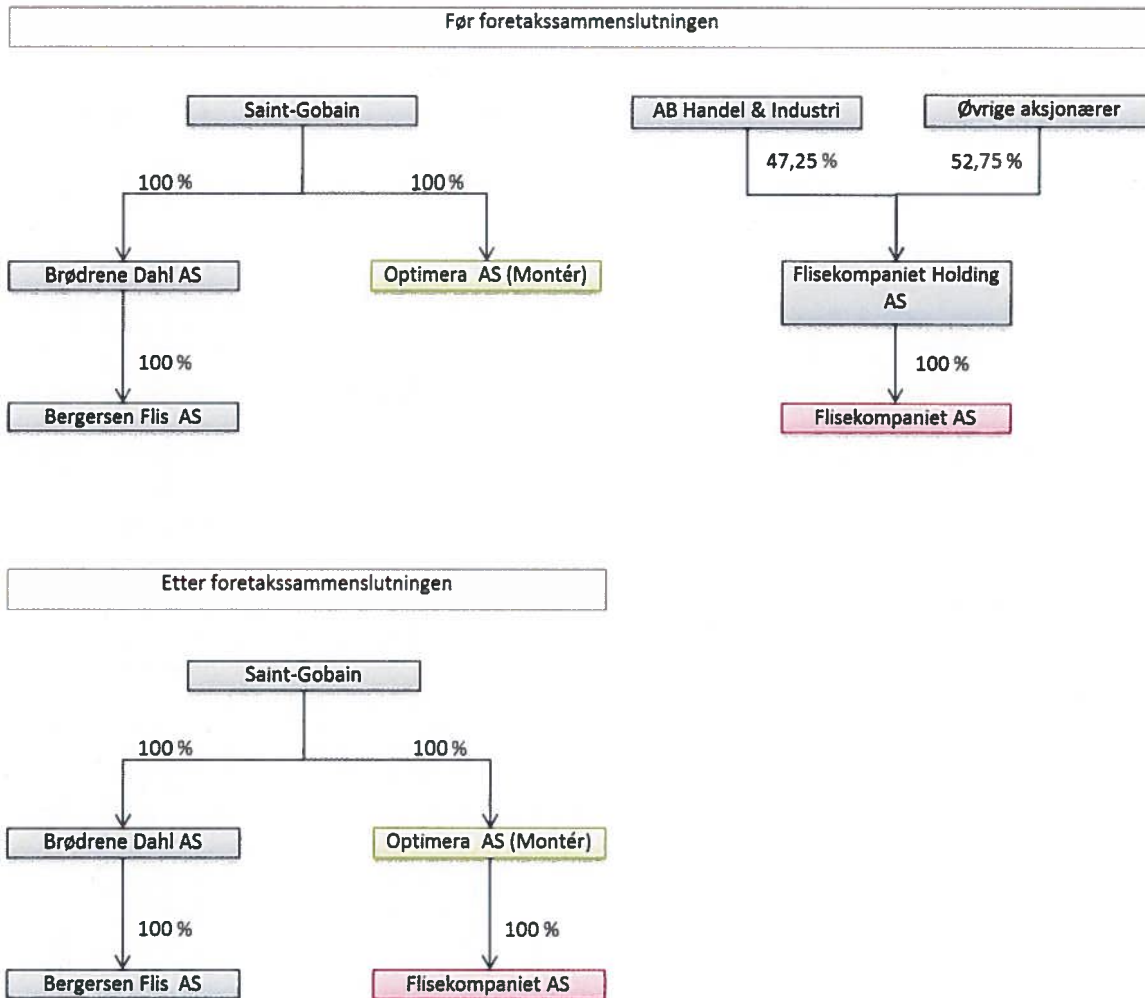 Før foretakssammenslutningen
Saint-Gobain
AB Handel & Industri
Øvrige aksjonærer
100 %
100 %
47,25 %
52,75 %
Brødrene Dahl AS
Optimera AS (Montér)
Flisekompaniet Holding
AS
100 %
100 %
Bergersen Flis AS
Flisekompaniet AS
Etter foretakssammenslutningen
Saint-Gobain
100 %
100 %
Brødrene Dahl AS
Optimera AS (Montér)
100 %
100 %
Bergersen Flis AS
Flisekompaniet AS